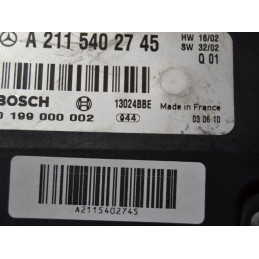 A 211 540 27 45
HW 16/02
SW 32/02
Q 01
BOSCH
13024BBE
Made in France
0 199 000 002
Q44
03 06 10
A2115402745